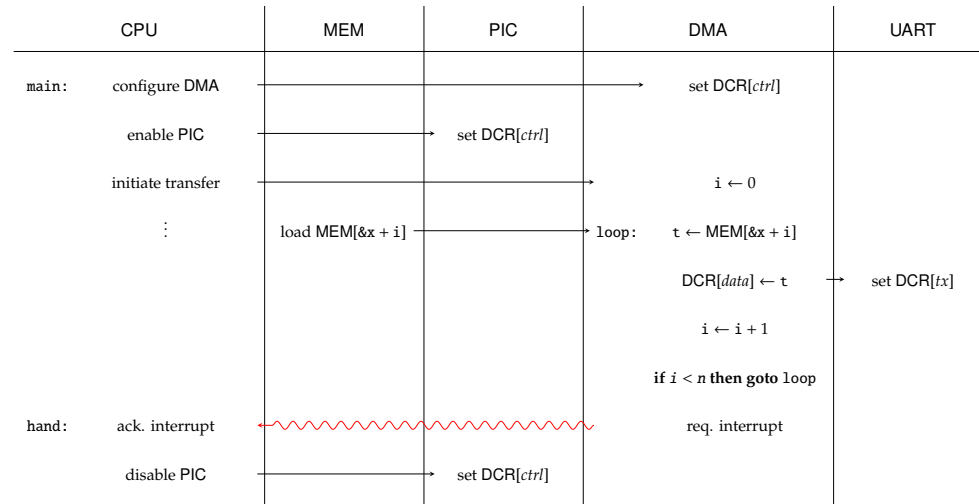 CPU MEM PIC DMA UART
main: configure DMA set DCR[ctrl]
enable PIC set DCR[ctrl]
initiate transfer i ← 0
⋮ load MEM[&x + i] loop: t ← MEM[&x + i]
DCR[data] ← t set DCR[tx]
i ← i + 1
if i < n then goto loop
hand: ack. interrupt req. interrupt
disable PIC set DCR[ctrl]